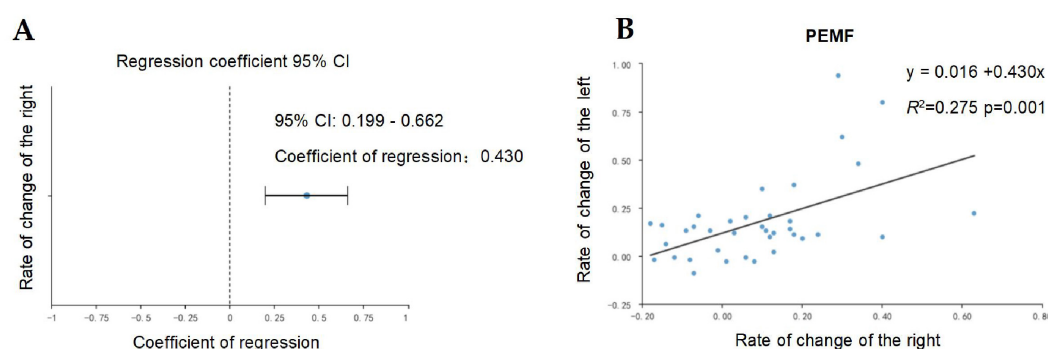 A
Regression coefficient 95% CI
Rate of change of the right
95% CI: 0.199 - 0.662
Coefficient of regression：0.430
-1 -0.75 -0.5 -0.25 0 0.25 0.5 0.75 1
Coefficient of regression
B
PEMF
y = 0.016 +0.430x
R²=0.275 p=0.001
Rate of change of the left
1.00
0.75
0.50
0.25
0.00
-0.25
-0.20 0.00 0.20 0.40 0.60 0.80
Rate of change of the right